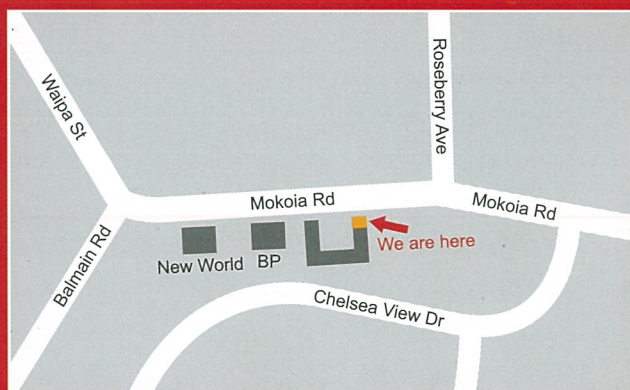 Waipa St
Roseberry Ave
Mokoia Rd
Mokoia Rd
We are here
New World
BP
Balmain Rd
Chelsea View Dr